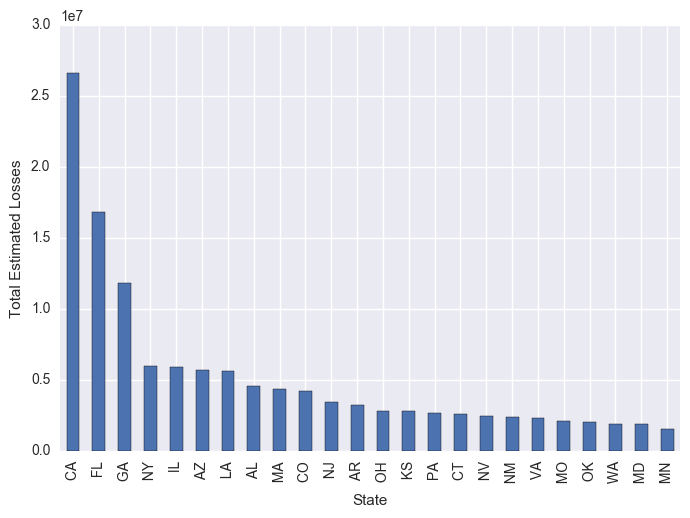 1e7
3.0
2.5
2.0
1.5
1.0
0.5
0.0
Total Estimated Losses
CA FL GA NY IL AZ LA AL MA CO NJ AR OH KS PA CT NV NM VA MO OK WA MD MN
State